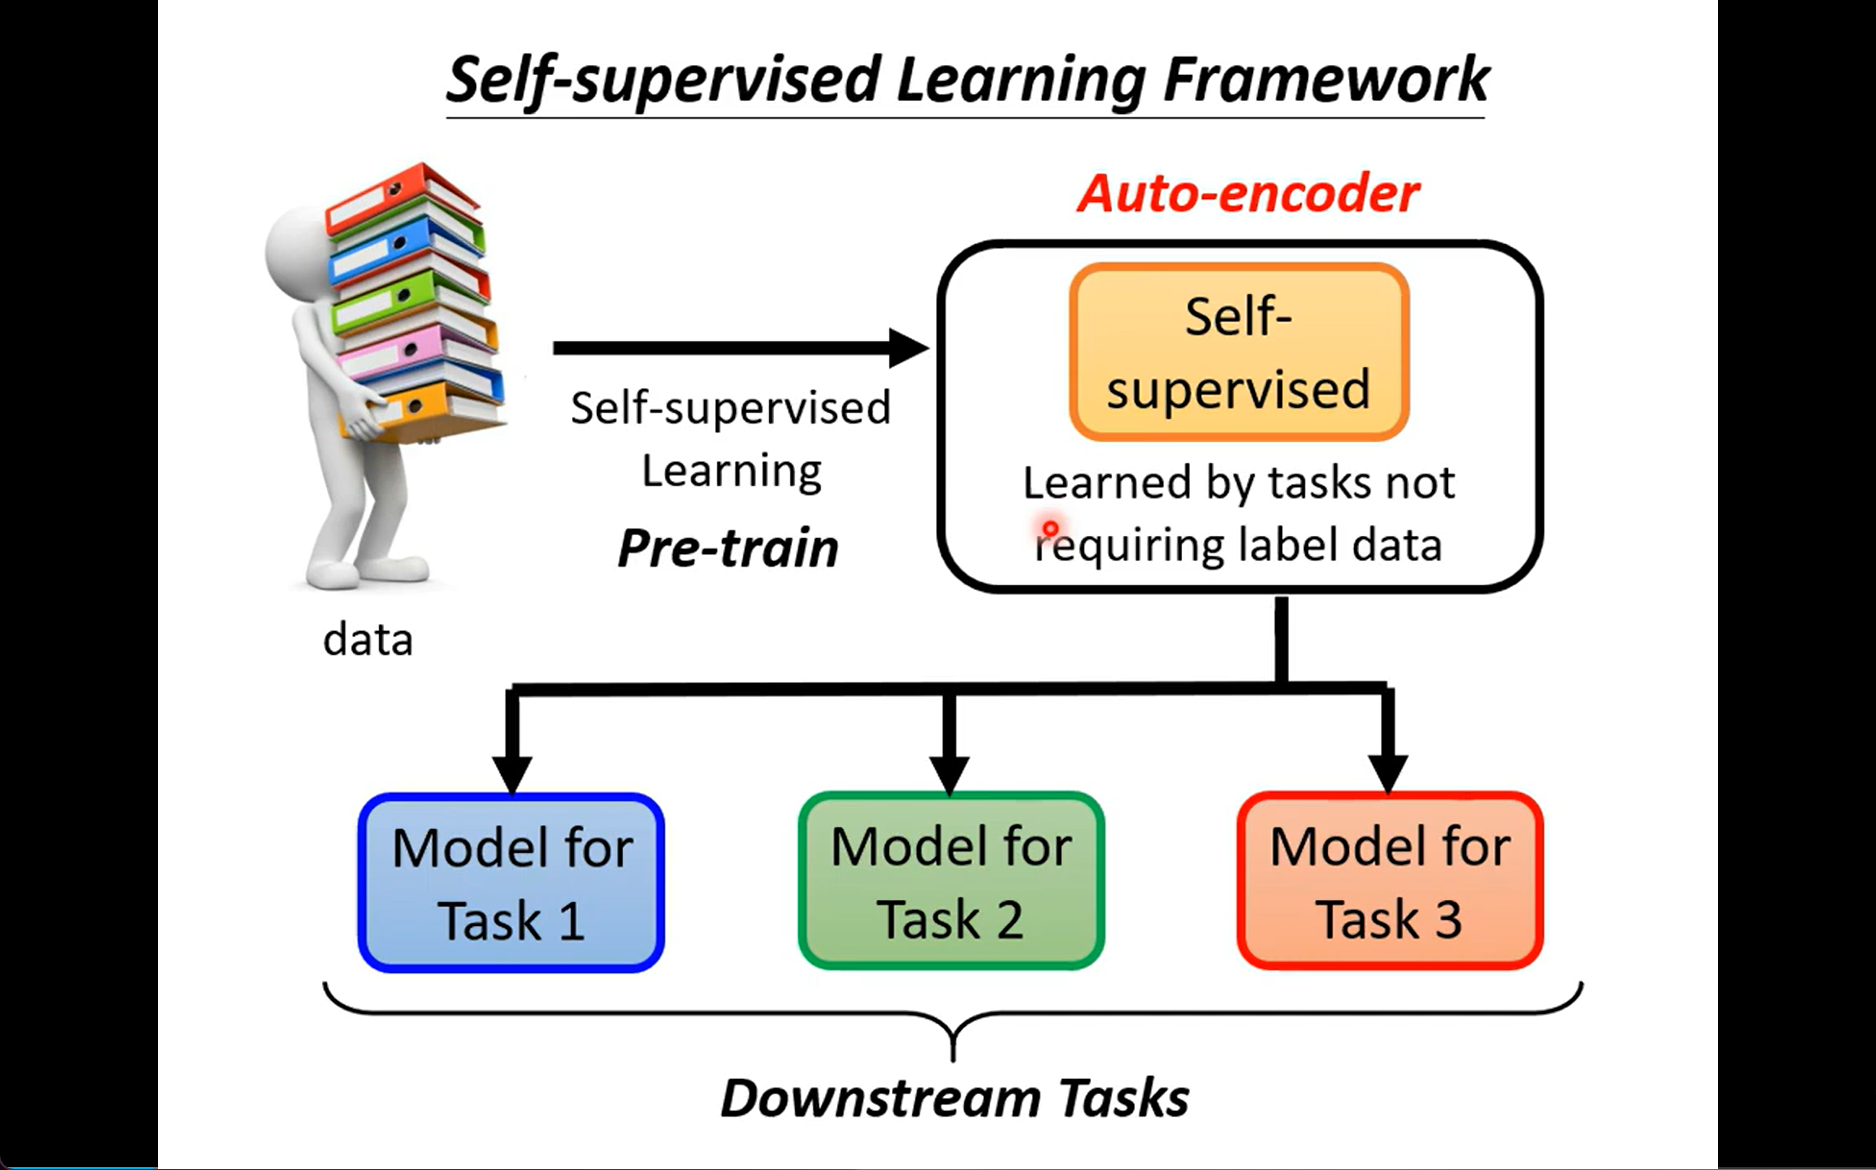 Self-supervised Learning Framework
Auto-encoder
Self-
supervised
Learned by tasks not
requiring label data
Self-supervised
Learning
Pre-train
data
Model for
Task 1
Model for
Task 2
Model for
Task 3
Downstream Tasks